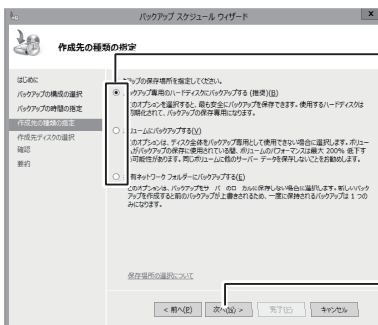 バックアップ スケジュール ウィザード
作成先の種類の指定
はじめに
バックアップの構成の選択
バックアップの時間の指定
作成先の種類の指定
作成先ディスクの選択
確認
要約
アップの保存場所を指定してください。
バックアップ専用のハードディスクにバックアップする (推奨)(B)
このオプションを選択すると、最も安全にバックアップを保存できます。使用するハードディスクは
初期化されて、バックアップの保存専用になります。
リュームにバックアップする(V)
このオプションは、ディスク全体をバックアップ専用として使用できない場合に選択します。ボリュー
がバックアップの保存に使用されている間、ボリュームのパフォーマンスは最大 200% 低下す
可能性があります。同じボリュームに他のサーバー データを保存しないことをお勧めします。
有ネットワーク フォルダーにバックアップする(E)
このオプションは、バックアップをサーバーのローカルに保存しない場合に選択します。新しいバック
アップを作成すると前のバックアップが上書きされるため、一度に保存されるバックアップは 1 つの
みになります。
保存場所の選択について
< 前へ(P)
次へ(N) >
完了(F)
キャンセル